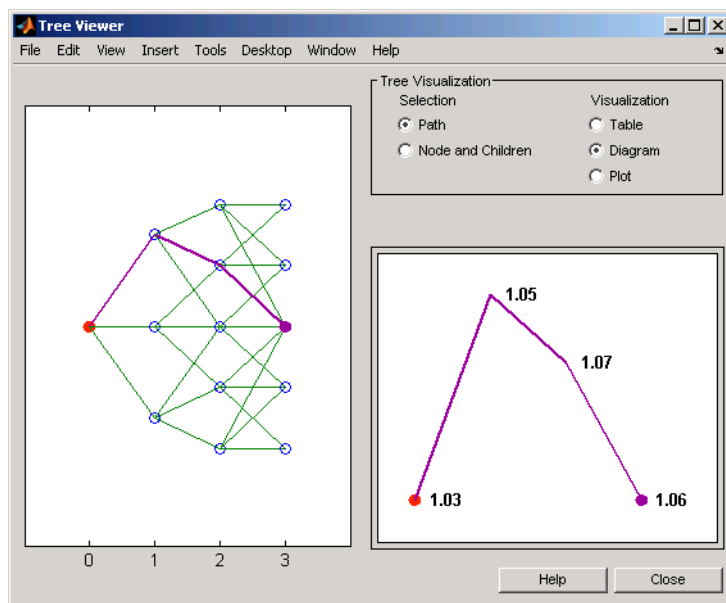 Tree Viewer
File Edit View Insert Tools Desktop Window Help
Tree Visualization
Selection Visualization
Path Table
Node and Children Diagram
Plot
1.05
1.07
1.03 1.06
0 1 2 3
Help Close